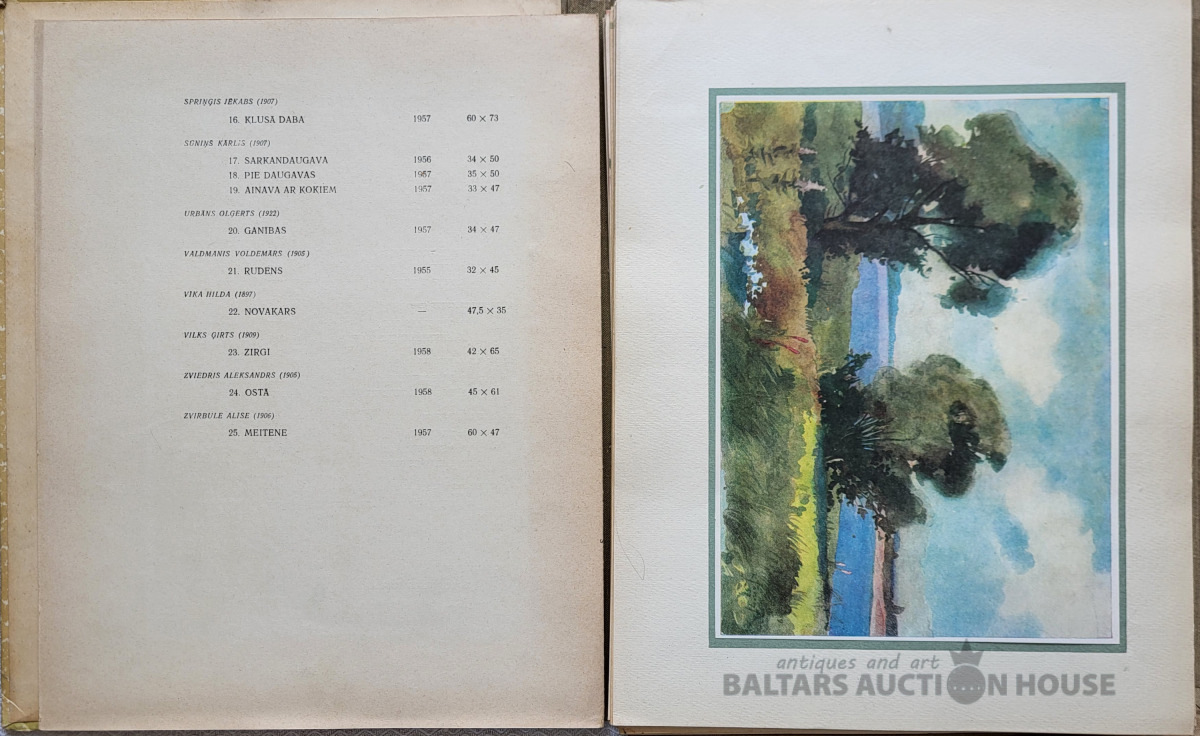 SPRIŅĢIS JĒKABS (1907)
16. KLUSĀ DABA 1957 60 × 73
SŪNIŅŠ KĀRLIS (1907)
17. SARKANDAUGAVA 1956 34 × 50
18. PIE DAUGAVAS 1957 35 × 50
19. AINAVA AR KOKIEM 1957 33 × 47
URBĀNS OĻĢERTS (1922)
20. GANĪBAS 1957 34 × 47
VALDMANIS VOLDEMĀRS (1905)
21. RUDENS 1955 32 × 45
VĪKA HILDA (1897)
22. NOVAKARS — 47,5 × 35
VILKS ĢIRTS (1909)
23. ZIRGI 1958 42 × 65
ZVIEDRIS ALEKSANDRS (1905)
24. OSTĀ 1958 45 × 61
ZVIRBULE ALISE (1906)
25. MEITENE 1957 60 × 47
antiques and art
BALTARS AUCTION HOUSE